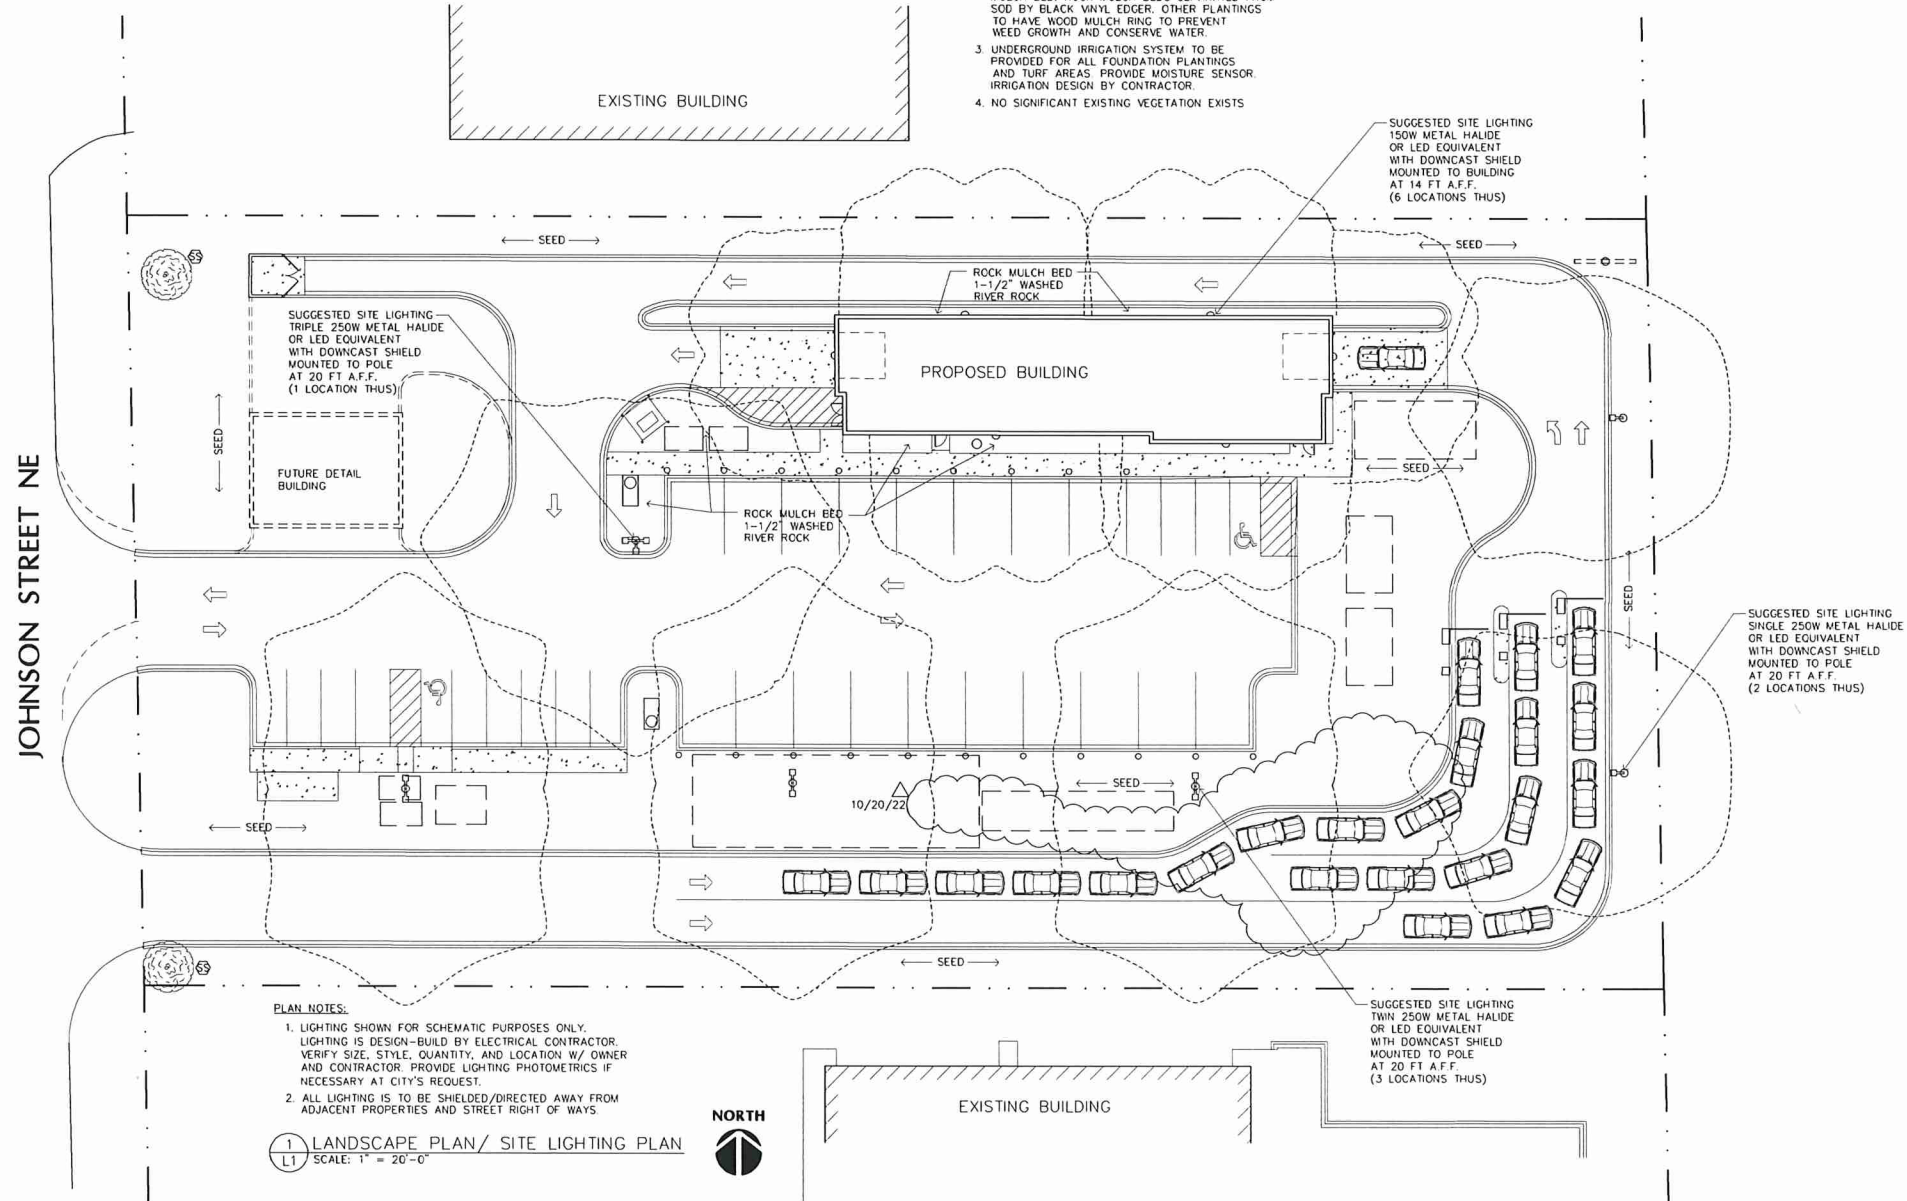 SOD BY BLACK VINYL EDGER. OTHER PLANTINGS
TO HAVE WOOD MULCH RING TO PREVENT
WEED GROWTH AND CONSERVE WATER.
3. UNDERGROUND IRRIGATION SYSTEM TO BE
PROVIDED FOR ALL FOUNDATION PLANTINGS
AND TURF AREAS. PROVIDE MOISTURE SENSOR.
IRRIGATION DESIGN BY CONTRACTOR.
4. NO SIGNIFICANT EXISTING VEGETATION EXISTS
EXISTING BUILDING
SUGGESTED SITE LIGHTING
150W METAL HALIDE
OR LED EQUIVALENT
WITH DOWNCAST SHIELD
MOUNTED TO BUILDING
AT 14 FT A.F.F.
(6 LOCATIONS THUS)
SEED
SEED
SS
ROCK MULCH BED
1-1/2" WASHED
RIVER ROCK
SUGGESTED SITE LIGHTING
TRIPLE 250W METAL HALIDE
OR LED EQUIVALENT
WITH DOWNCAST SHIELD
MOUNTED TO POLE
AT 20 FT A.F.F.
(1 LOCATION THUS)
PROPOSED BUILDING
SEED
SEED
FUTURE DETAIL
BUILDING
ROCK MULCH BED
1-1/2" WASHED
RIVER ROCK
JOHNSON STREET NE
SEED
SUGGESTED SITE LIGHTING
SINGLE 250W METAL HALIDE
OR LED EQUIVALENT
WITH DOWNCAST SHIELD
MOUNTED TO POLE
AT 20 FT A.F.F.
(2 LOCATIONS THUS)
SEED
10/20/22
SEED
SEED
SS
SUGGESTED SITE LIGHTING
TWIN 250W METAL HALIDE
OR LED EQUIVALENT
WITH DOWNCAST SHIELD
MOUNTED TO POLE
AT 20 FT A.F.F.
(3 LOCATIONS THUS)
PLAN NOTES:
1. LIGHTING SHOWN FOR SCHEMATIC PURPOSES ONLY.
LIGHTING IS DESIGN-BUILD BY ELECTRICAL CONTRACTOR.
VERIFY SIZE, STYLE, QUANTITY, AND LOCATION W/ OWNER
AND CONTRACTOR. PROVIDE LIGHTING PHOTOMETRICS IF
NECESSARY AT CITY'S REQUEST.
2. ALL LIGHTING IS TO BE SHIELDED/DIRECTED AWAY FROM
ADJACENT PROPERTIES AND STREET RIGHT OF WAYS.
EXISTING BUILDING
NORTH
1
L1
LANDSCAPE PLAN/ SITE LIGHTING PLAN
SCALE: 1" = 20'-0"